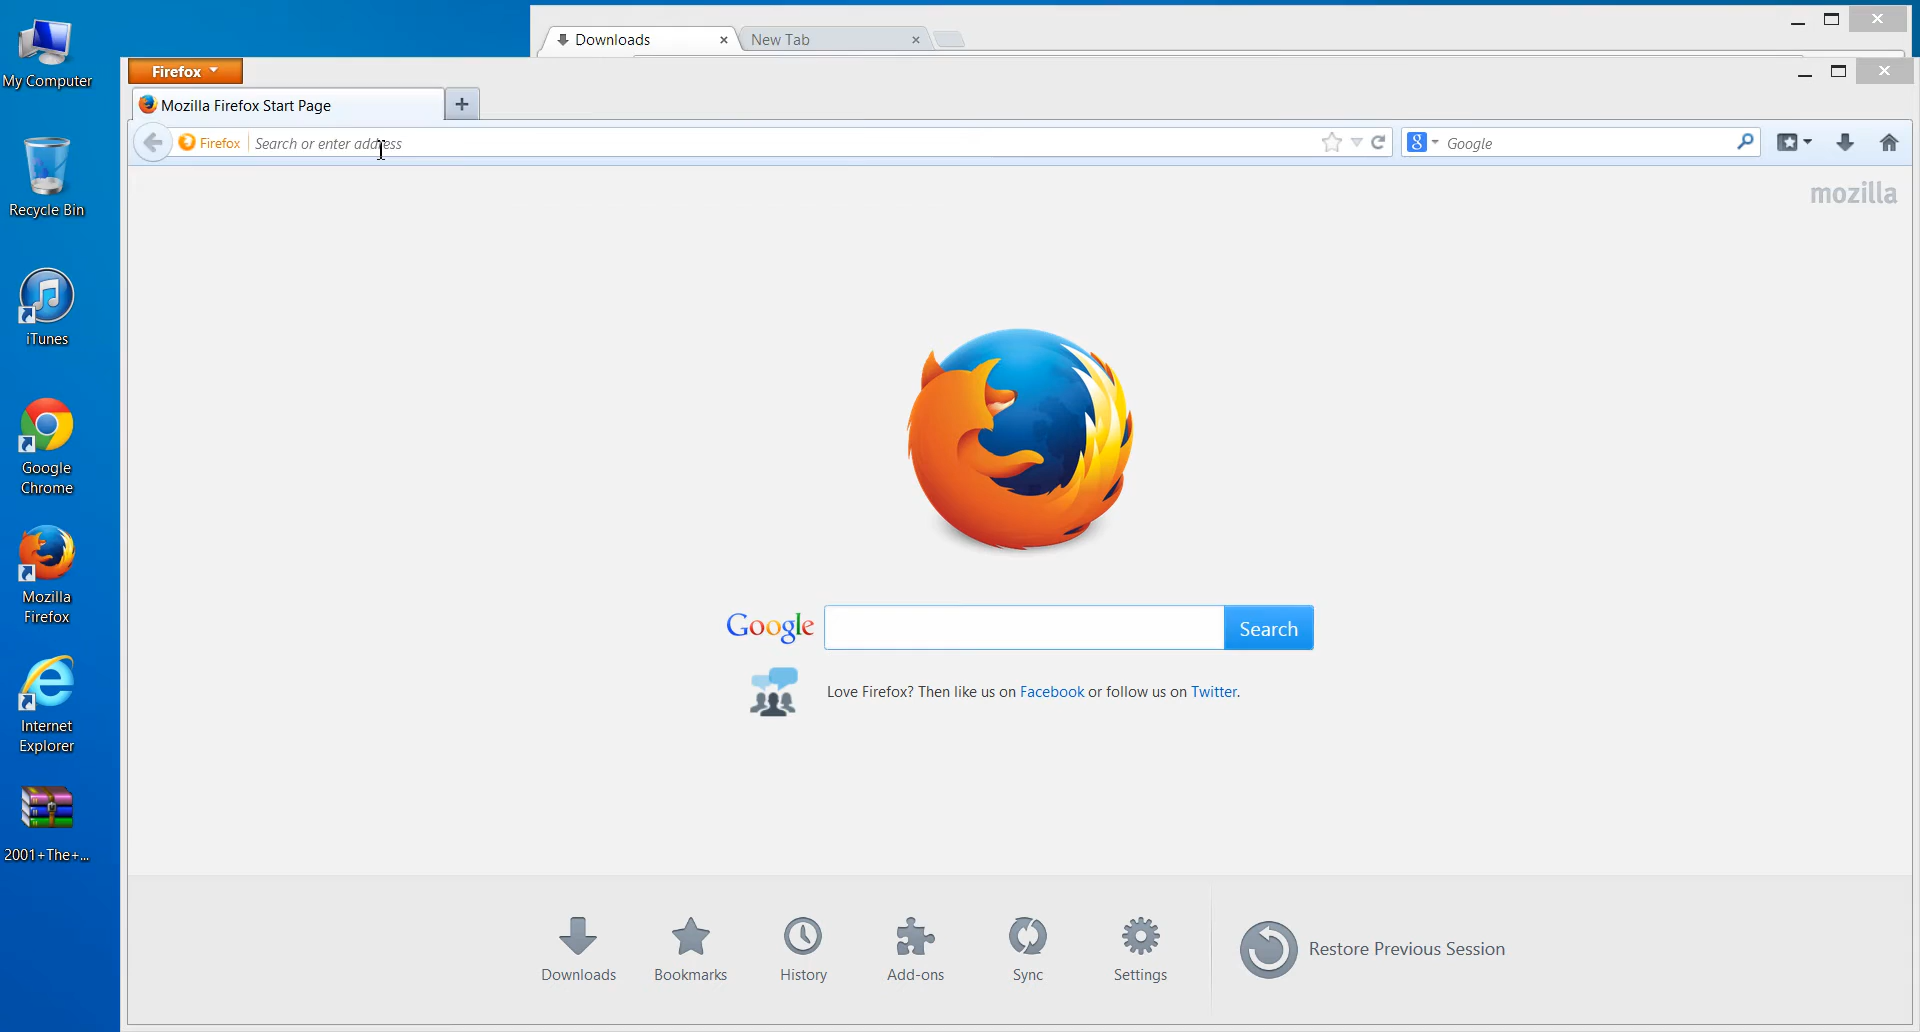 My Computer
Recycle Bin
iTunes
Google
Chrome
Mozilla
Firefox
Internet
Explorer
2001+The+...
Downloads
New Tab
Firefox
Mozilla Firefox Start Page
Firefox
Search or enter address
8
Google
mozilla
Google
Search
Love Firefox? Then like us on Facebook or follow us on Twitter.
Downloads
Bookmarks
History
Add-ons
Sync
Settings
Restore Previous Session